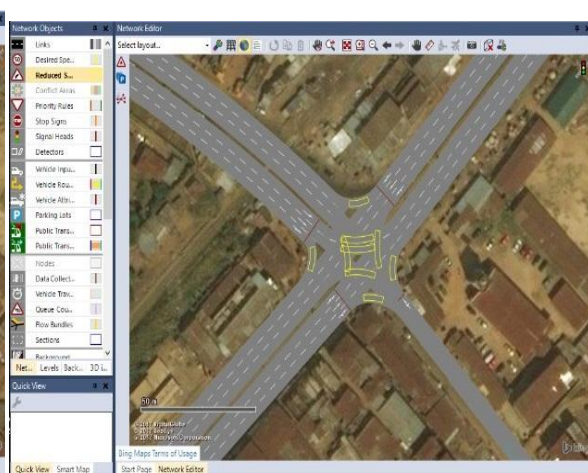 Network Objects
Links
Desired Spe...
Reduced S...
Conflict Areas
Priority Rules
Stop Signs
Signal Heads
Detectors
Vehicle Inpu...
Vehicle Rou...
Vehicle Attri...
Parking Lots
Public Trans...
Public Trans...
Nodes
Data Collect...
Vehicle Trav...
Queue Cou...
Flow Bundles
Sections
Background
Net... Levels Back... 3D i...
Quick View
Quick View Smart Map
Network Editor
Select layout...
50 m
Bing Maps Terms of Usage
Start Page Network Editor